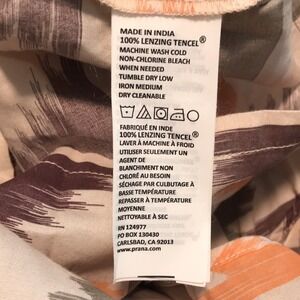 MADE IN INDIA
100% LENZING TENCEL®
MACHINE WASH COLD
NON-CHLORINE BLEACH
WHEN NEEDED
TUMBLE DRY LOW
IRON MEDIUM
DRY CLEANABLE
FABRIQUÉ EN INDE
100% LENZING TENCEL®
LAVER À MACHINE À FROID
UTILISER SEULEMENT UN
AGENT DE
BLANCHIMENT NON
CHLORÉ AU BESOIN
SÉCHAGE PAR CULBUTAGE À
BASSE TEMPÉRATURE
REPASSER À TEMPÉRATURE
MOYENNE
NETTOYABLE À SEC
RN 124977
PO BOX 130430
CARLSBAD, CA 92013
www.prana.com